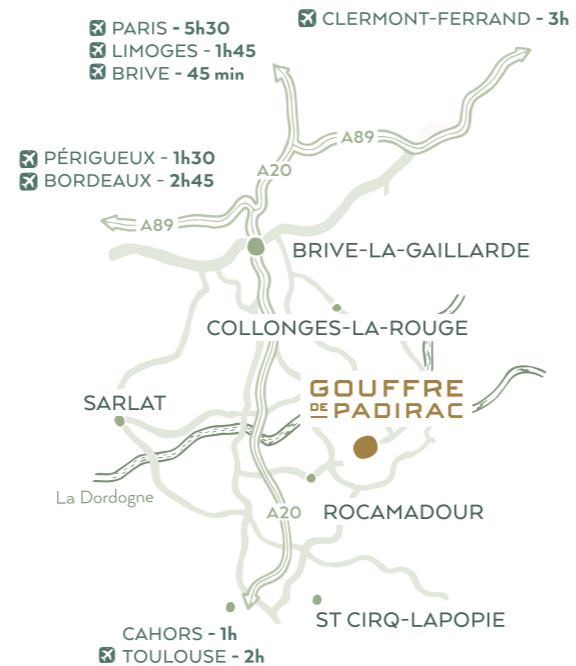 PARIS - 5h30
LIMOGES - 1h45
BRIVE - 45 min
CLERMONT-FERRAND - 3h
A89
PÉRIGUEUX - 1h30
BORDEAUX - 2h45
A20
A89
BRIVE-LA-GAILLARDE
COLLONGES-LA-ROUGE
GOUFFRE
DE PADIRAC
SARLAT
La Dordogne
A20
ROCAMADOUR
ST CIRQ-LAPOPIE
CAHORS - 1h
TOULOUSE - 2h